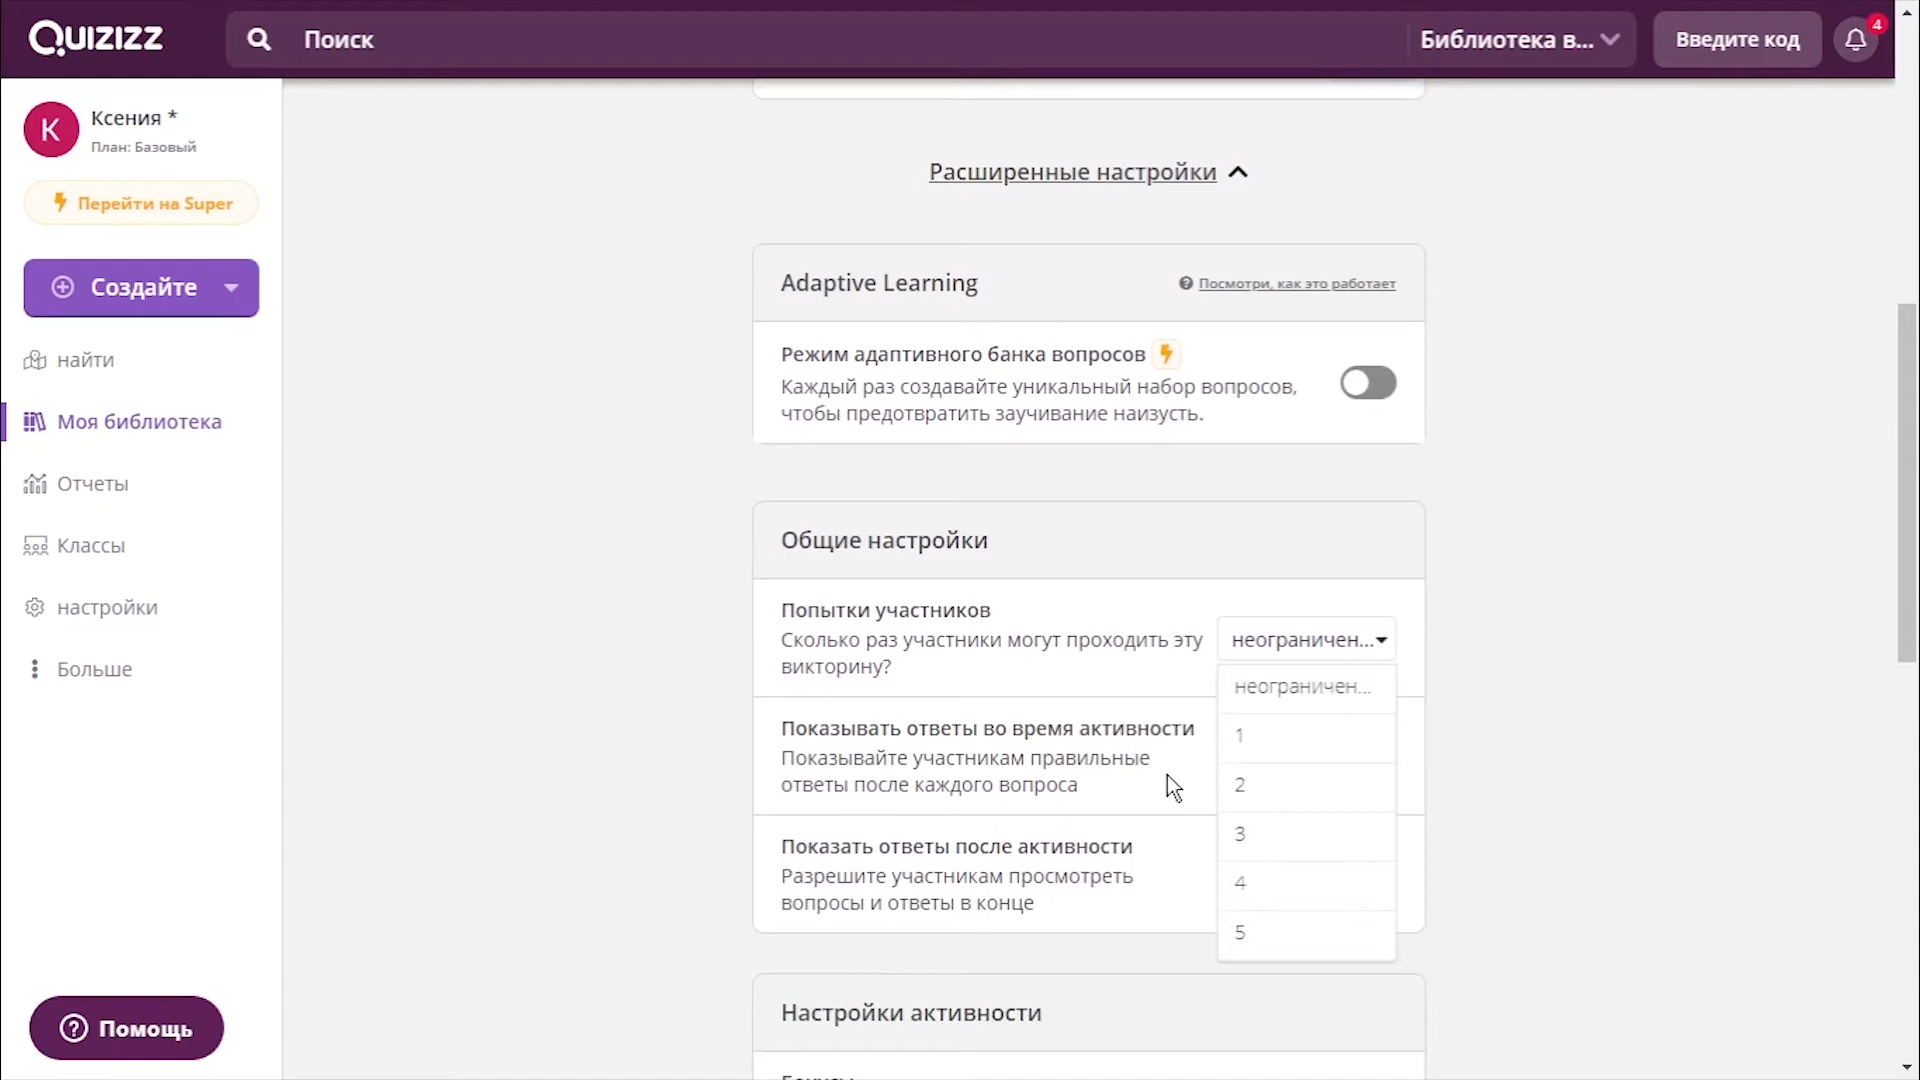 QUIZIZZ
Поиск
Библиотека в...
Введите код
4
К
Ксения *
План: Базовый
Перейти на Super
Создайте
найти
Моя библиотека
Отчеты
Классы
настройки
Больше
Помощь
Расширенные настройки
Adaptive Learning
Посмотри, как это работает
Режим адаптивного банка вопросов
Каждый раз создавайте уникальный набор вопросов,
чтобы предотвратить заучивание наизусть.
Общие настройки
Попытки участников
Сколько раз участники могут проходить эту
викторину?
неограничен...
неограничен...
1
2
3
4
5
Показывать ответы во время активности
Показывайте участникам правильные
ответы после каждого вопроса
Показать ответы после активности
Разрешите участникам просмотреть
вопросы и ответы в конце
Настройки активности